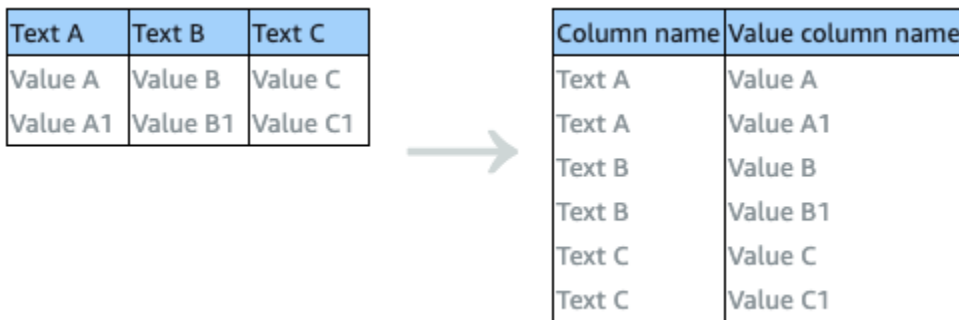 Text A Text B Text C
Value A Value B Value C
Value A1 Value B1 Value C1
Column name Value column name
Text A Value A
Text A Value A1
Text B Value B
Text B Value B1
Text C Value C
Text C Value C1